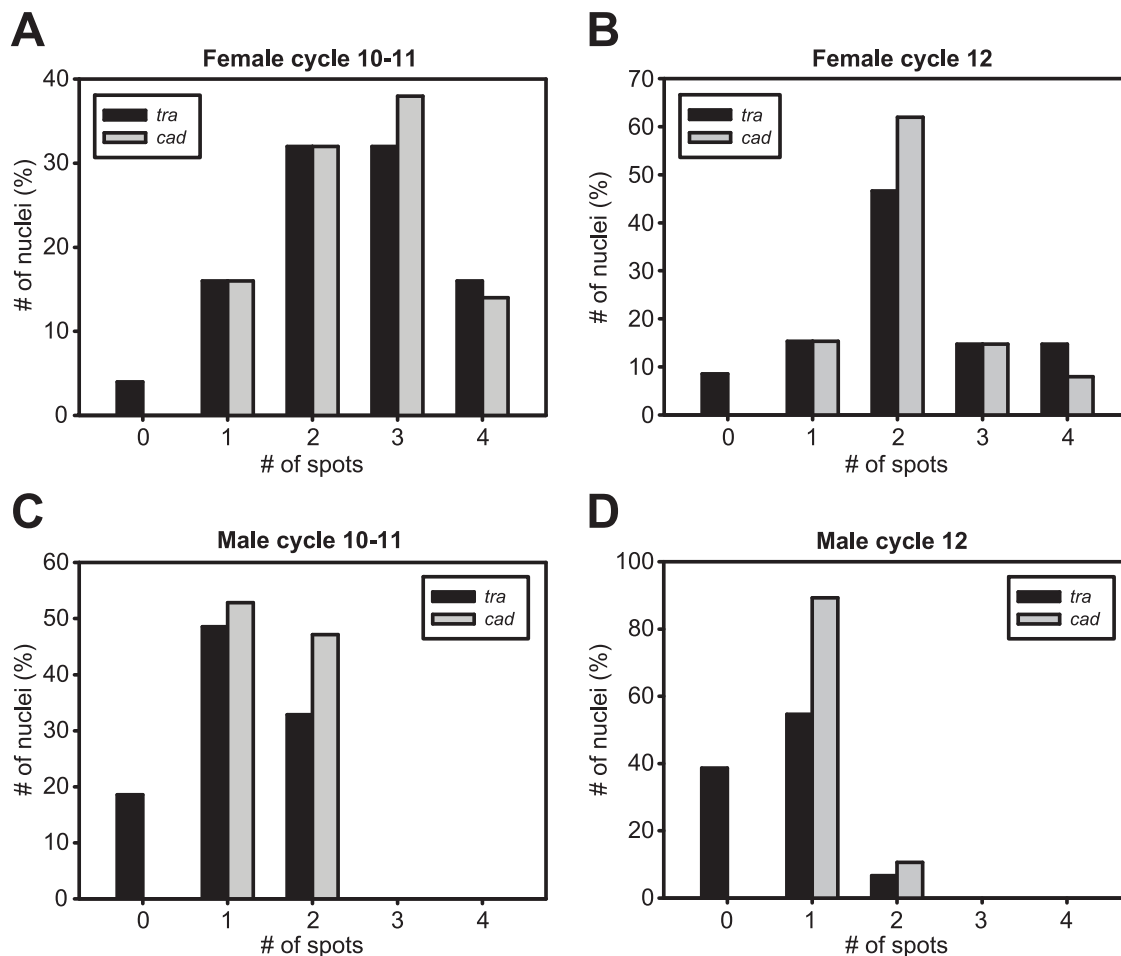 A
Female cycle 10-11
# of nuclei (%)
40
30
20
10
0
tra
cad
0 1 2 3 4
# of spots
B
Female cycle 12
# of nuclei (%)
70
60
50
40
30
20
10
0
tra
cad
0 1 2 3 4
# of spots
C
Male cycle 10-11
# of nuclei (%)
60
50
40
30
20
10
0
tra
cad
0 1 2 3 4
# of spots
D
Male cycle 12
# of nuclei (%)
100
80
60
40
20
0
tra
cad
0 1 2 3 4
# of spots